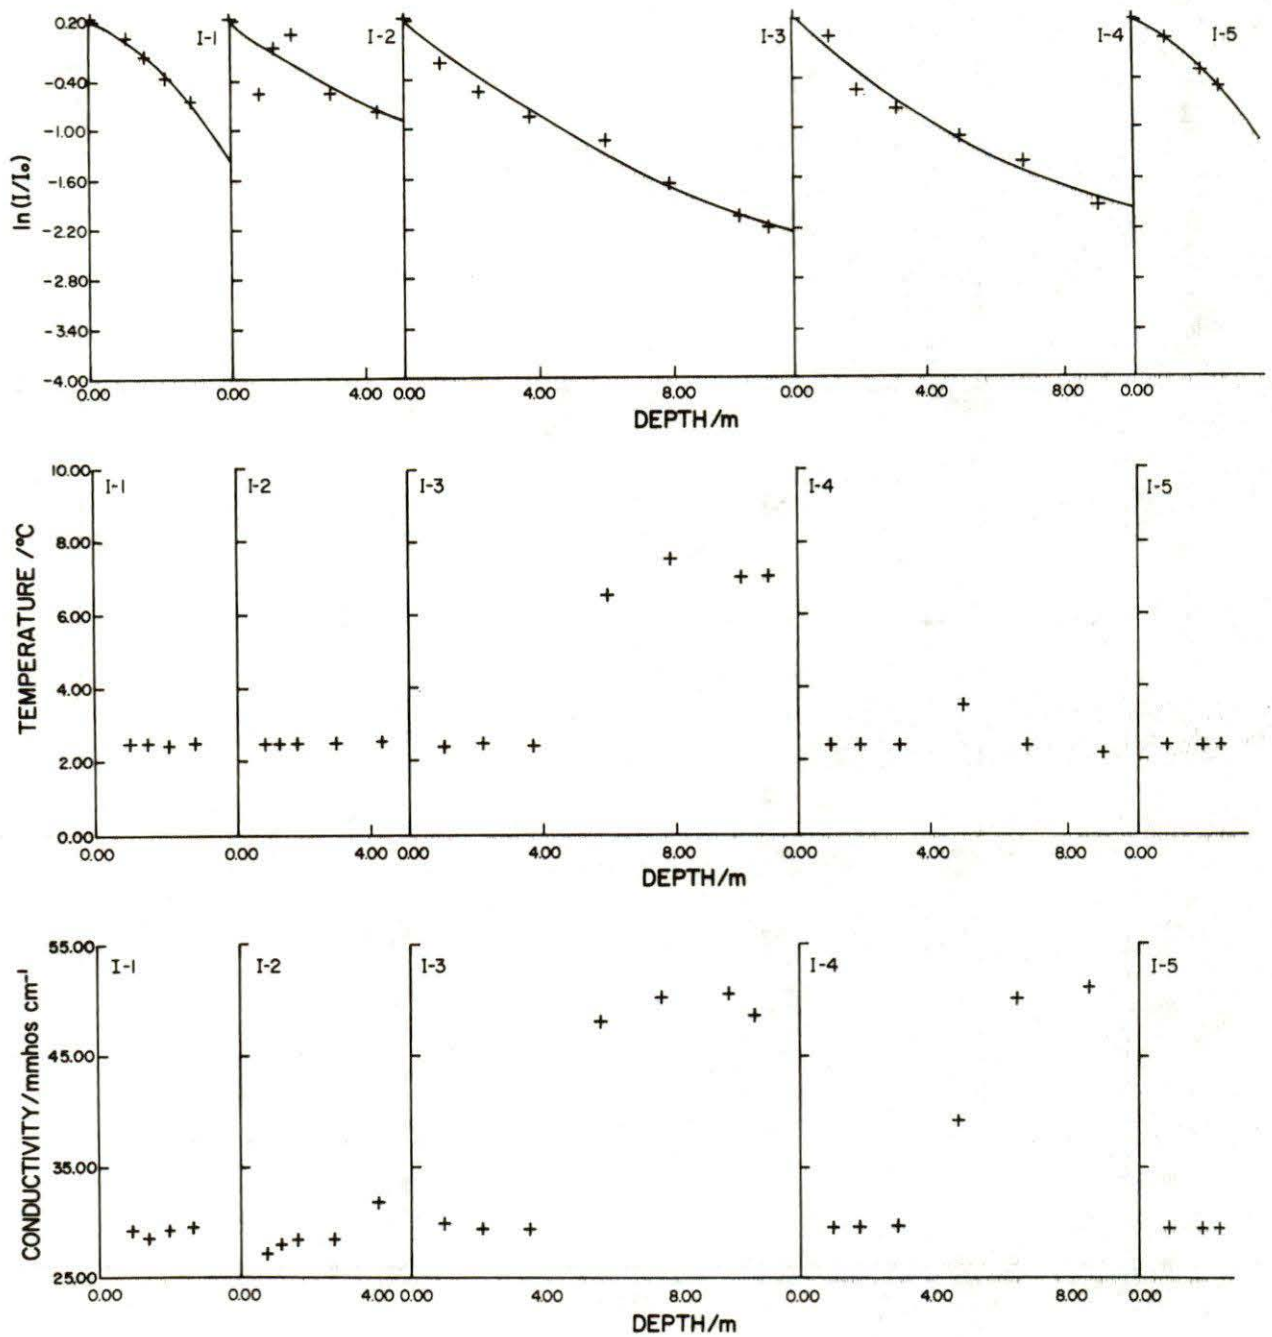 0.20
-0.40
-1.00
-1.60
-2.20
-2.80
-3.40
-4.00
ln(I/I₀)
I-1
I-2
I-3
I-4
I-5
0.00 0.00 4.00 0.00 4.00 8.00 0.00 4.00 8.00 0.00
DEPTH/m
10.00
8.00
6.00
4.00
2.00
0.00
TEMPERATURE /°C
I-1
I-2
I-3
I-4
I-5
0.00 0.00 4.00 0.00 4.00 8.00 0.00 4.00 8.00 0.00
DEPTH/m
55.00
45.00
35.00
25.00
CONDUCTIVITY/mmhos cm⁻¹
I-1
I-2
I-3
I-4
I-5
0.00 0.00 4.00 0.00 4.00 8.00 0.00 4.00 8.00 0.00
DEPTH/m